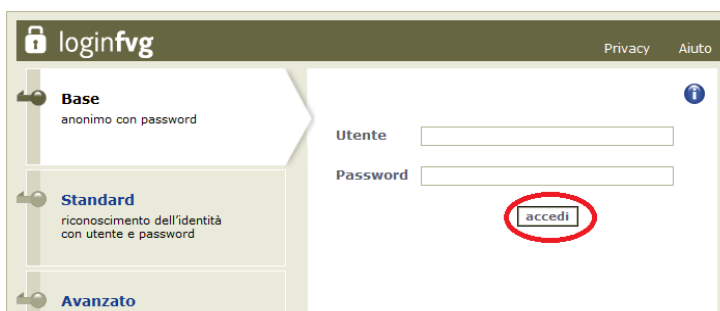 loginfvg
Privacy Aiuto
Base
anonimo con password
Utente
Password
accedi
Standard
riconoscimento dell'identità
con utente e password
Avanzato